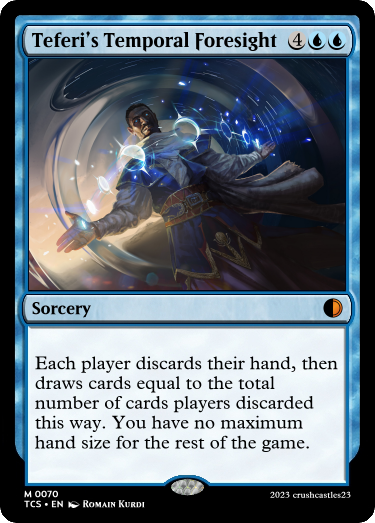 Teferi's Temporal Foresight 4
Sorcery
Each player discards their hand, then
draws cards equal to the total
number of cards players discarded
this way. You have no maximum
hand size for the rest of the game.
M 0070
TCS • EN Romain Kurdi
2023 crushcastles23